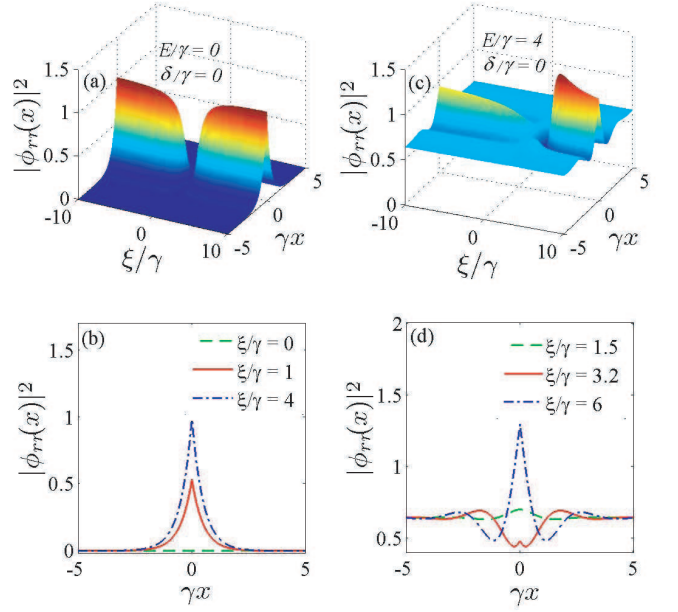 (a)
E/γ = 0
δ/γ = 0
|ϕrr(x)|²
1.5
1
0.5
0
-10
0
10
ξ/γ
-5
0
5
γx
(c)
E/γ = 4
δ/γ = 0
|ϕrr(x)|²
1.5
1
0.5
0
-10
0
10
ξ/γ
-5
0
5
γx
(b)
ξ/γ = 0
ξ/γ = 1
ξ/γ = 4
|ϕrr(x)|²
1.5
1
0.5
0
-5
0
5
γx
(d)
ξ/γ = 1.5
ξ/γ = 3.2
ξ/γ = 6
|ϕrr(x)|²
2
1.5
1
0.5
-5
0
5
γx